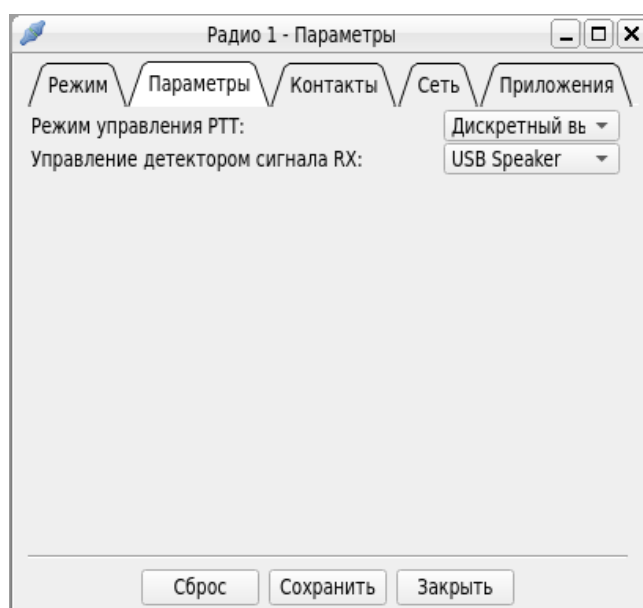 Радио 1 - Параметры
Режим Параметры Контакты Сеть Приложения
Режим управления PTT: Дискретный вь
Управление детектором сигнала RX: USB Speaker
Сброс Сохранить Закрыть